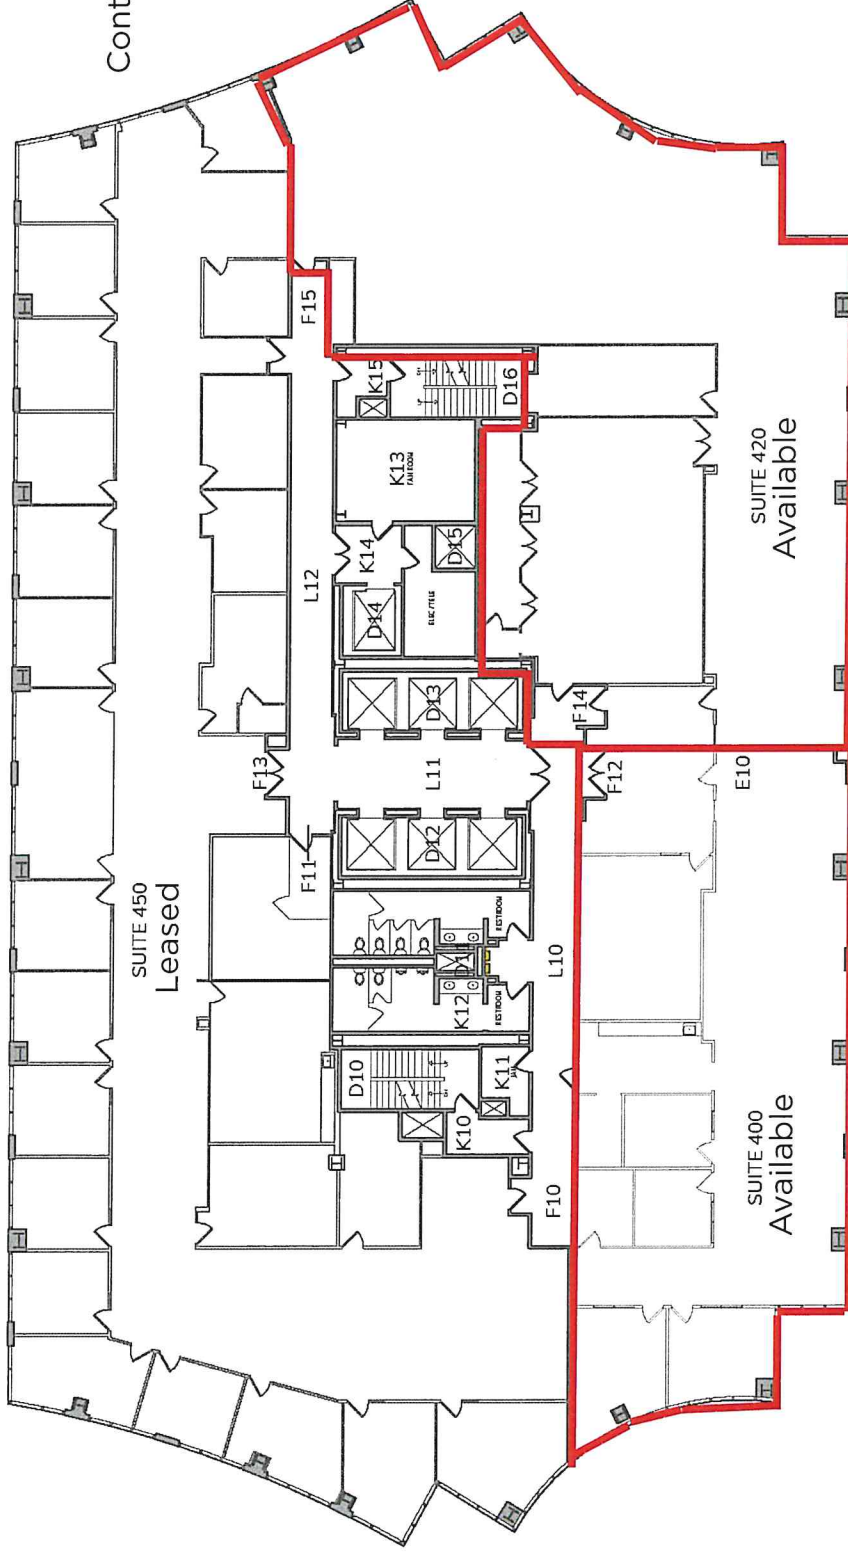 Cont
F15
K15
D16
K13
FAN ROOM
L12
K14
D15
D14
ELEC/TELE
SUITE 420
Available
D13
F14
F13
L11
F12
E10
F11
D12
SUITE 450
Leased
RESTROOM
L10
K12
RESTROOM
D10
K11
K10
F10
SUITE 400
Available